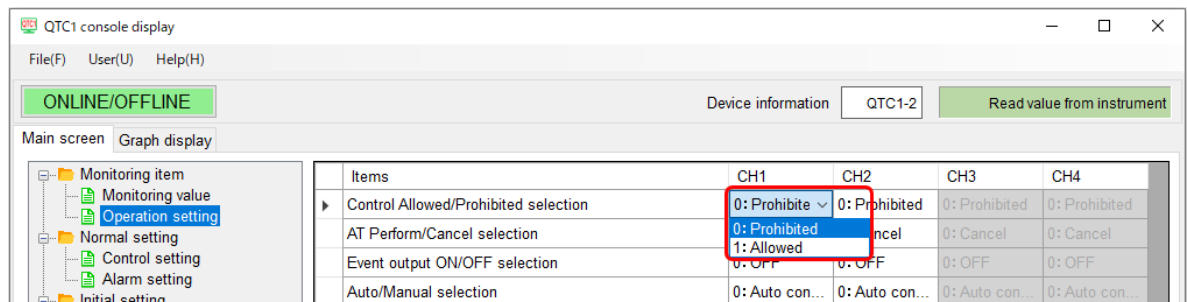 QTC1 console display
File(F) User(U) Help(H)
ONLINE/OFFLINE Device information QTC1-2 Read value from instrument
Main screen Graph display
Monitoring item
Monitoring value
Operation setting
Normal setting
Control setting
Alarm setting
Initial setting
Items CH1 CH2 CH3 CH4
Control Allowed/Prohibited selection 0: Prohibite 0: Prohibited 0: Prohibited 0: Prohibited
0: Prohibited
1: Allowed
AT Perform/Cancel selection ncel 0: Cancel 0: Cancel
Event output ON/OFF selection 0: OFF 0: OFF 0: OFF 0: OFF
Auto/Manual selection 0: Auto con... 0: Auto con... 0: Auto con... 0: Auto con...